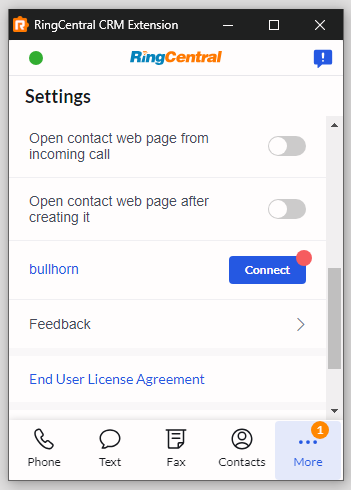 RingCentral CRM Extension
RingCentral
Settings
Open contact web page from
incoming call
Open contact web page after
creating it
bullhorn
Connect
Feedback
End User License Agreement
1
Phone
Text
Fax
Contacts
More